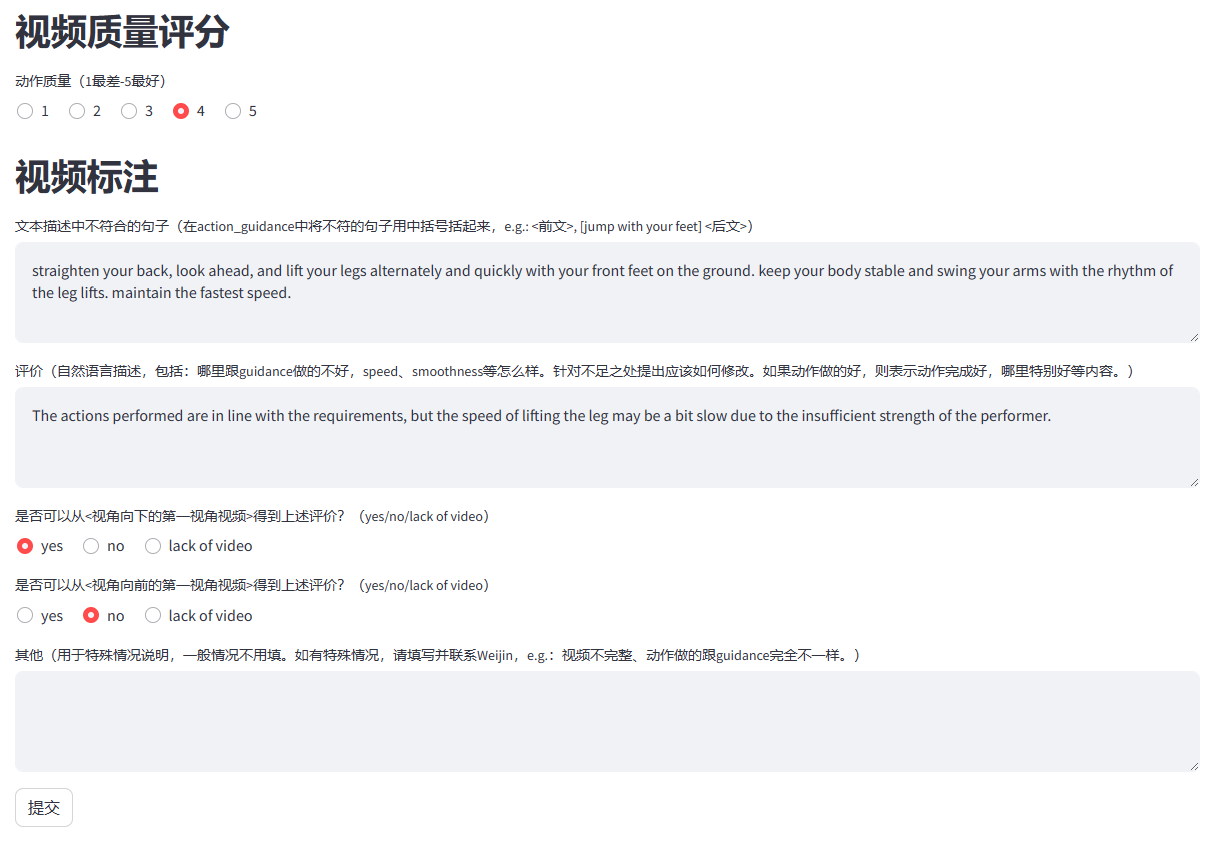 视频质量评分
动作质量（1最差-5最好）
1 2 3 4 5
视频标注
文本描述中不符合的句子（在action_guidance中将不符的句子用中括号括起来，e.g.: <前文>, [jump with your feet] <后文>）
straighten your back, look ahead, and lift your legs alternately and quickly with your front feet on the ground. keep your body stable and swing your arms with the rhythm of
the leg lifts. maintain the fastest speed.
评价（自然语言描述，包括：哪里跟guidance做的不好，speed、smoothness等怎么样。针对不足之处提出应该如何修改。如果动作做的好，则表示动作完成好，哪里特别好等内容。）
The actions performed are in line with the requirements, but the speed of lifting the leg may be a bit slow due to the insufficient strength of the performer.
是否可以从<视角向下的第一视角视频>得到上述评价？（yes/no/lack of video）
yes no lack of video
是否可以从<视角向前的第一视角视频>得到上述评价？（yes/no/lack of video）
yes no lack of video
其他（用于特殊情况说明，一般情况不用填。如有特殊情况，请填写并联系Weijin，e.g.：视频不完整、动作做的跟guidance完全不一样。）
提交